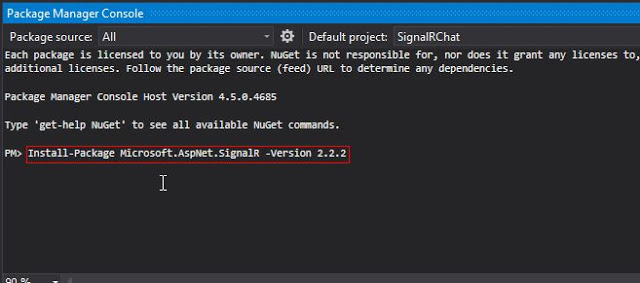 Package Manager Console
Package source: All Default project: SignalRChat
Each package is licensed to you by its owner. NuGet is not responsible for, nor does it grant any licenses to,
additional licenses. Follow the package source (feed) URL to determine any dependencies.
Package Manager Console Host Version 4.5.0.4685
Type 'get-help NuGet' to see all available NuGet commands.
PM> Install-Package Microsoft.AspNet.SignalR -Version 2.2.2
90 %